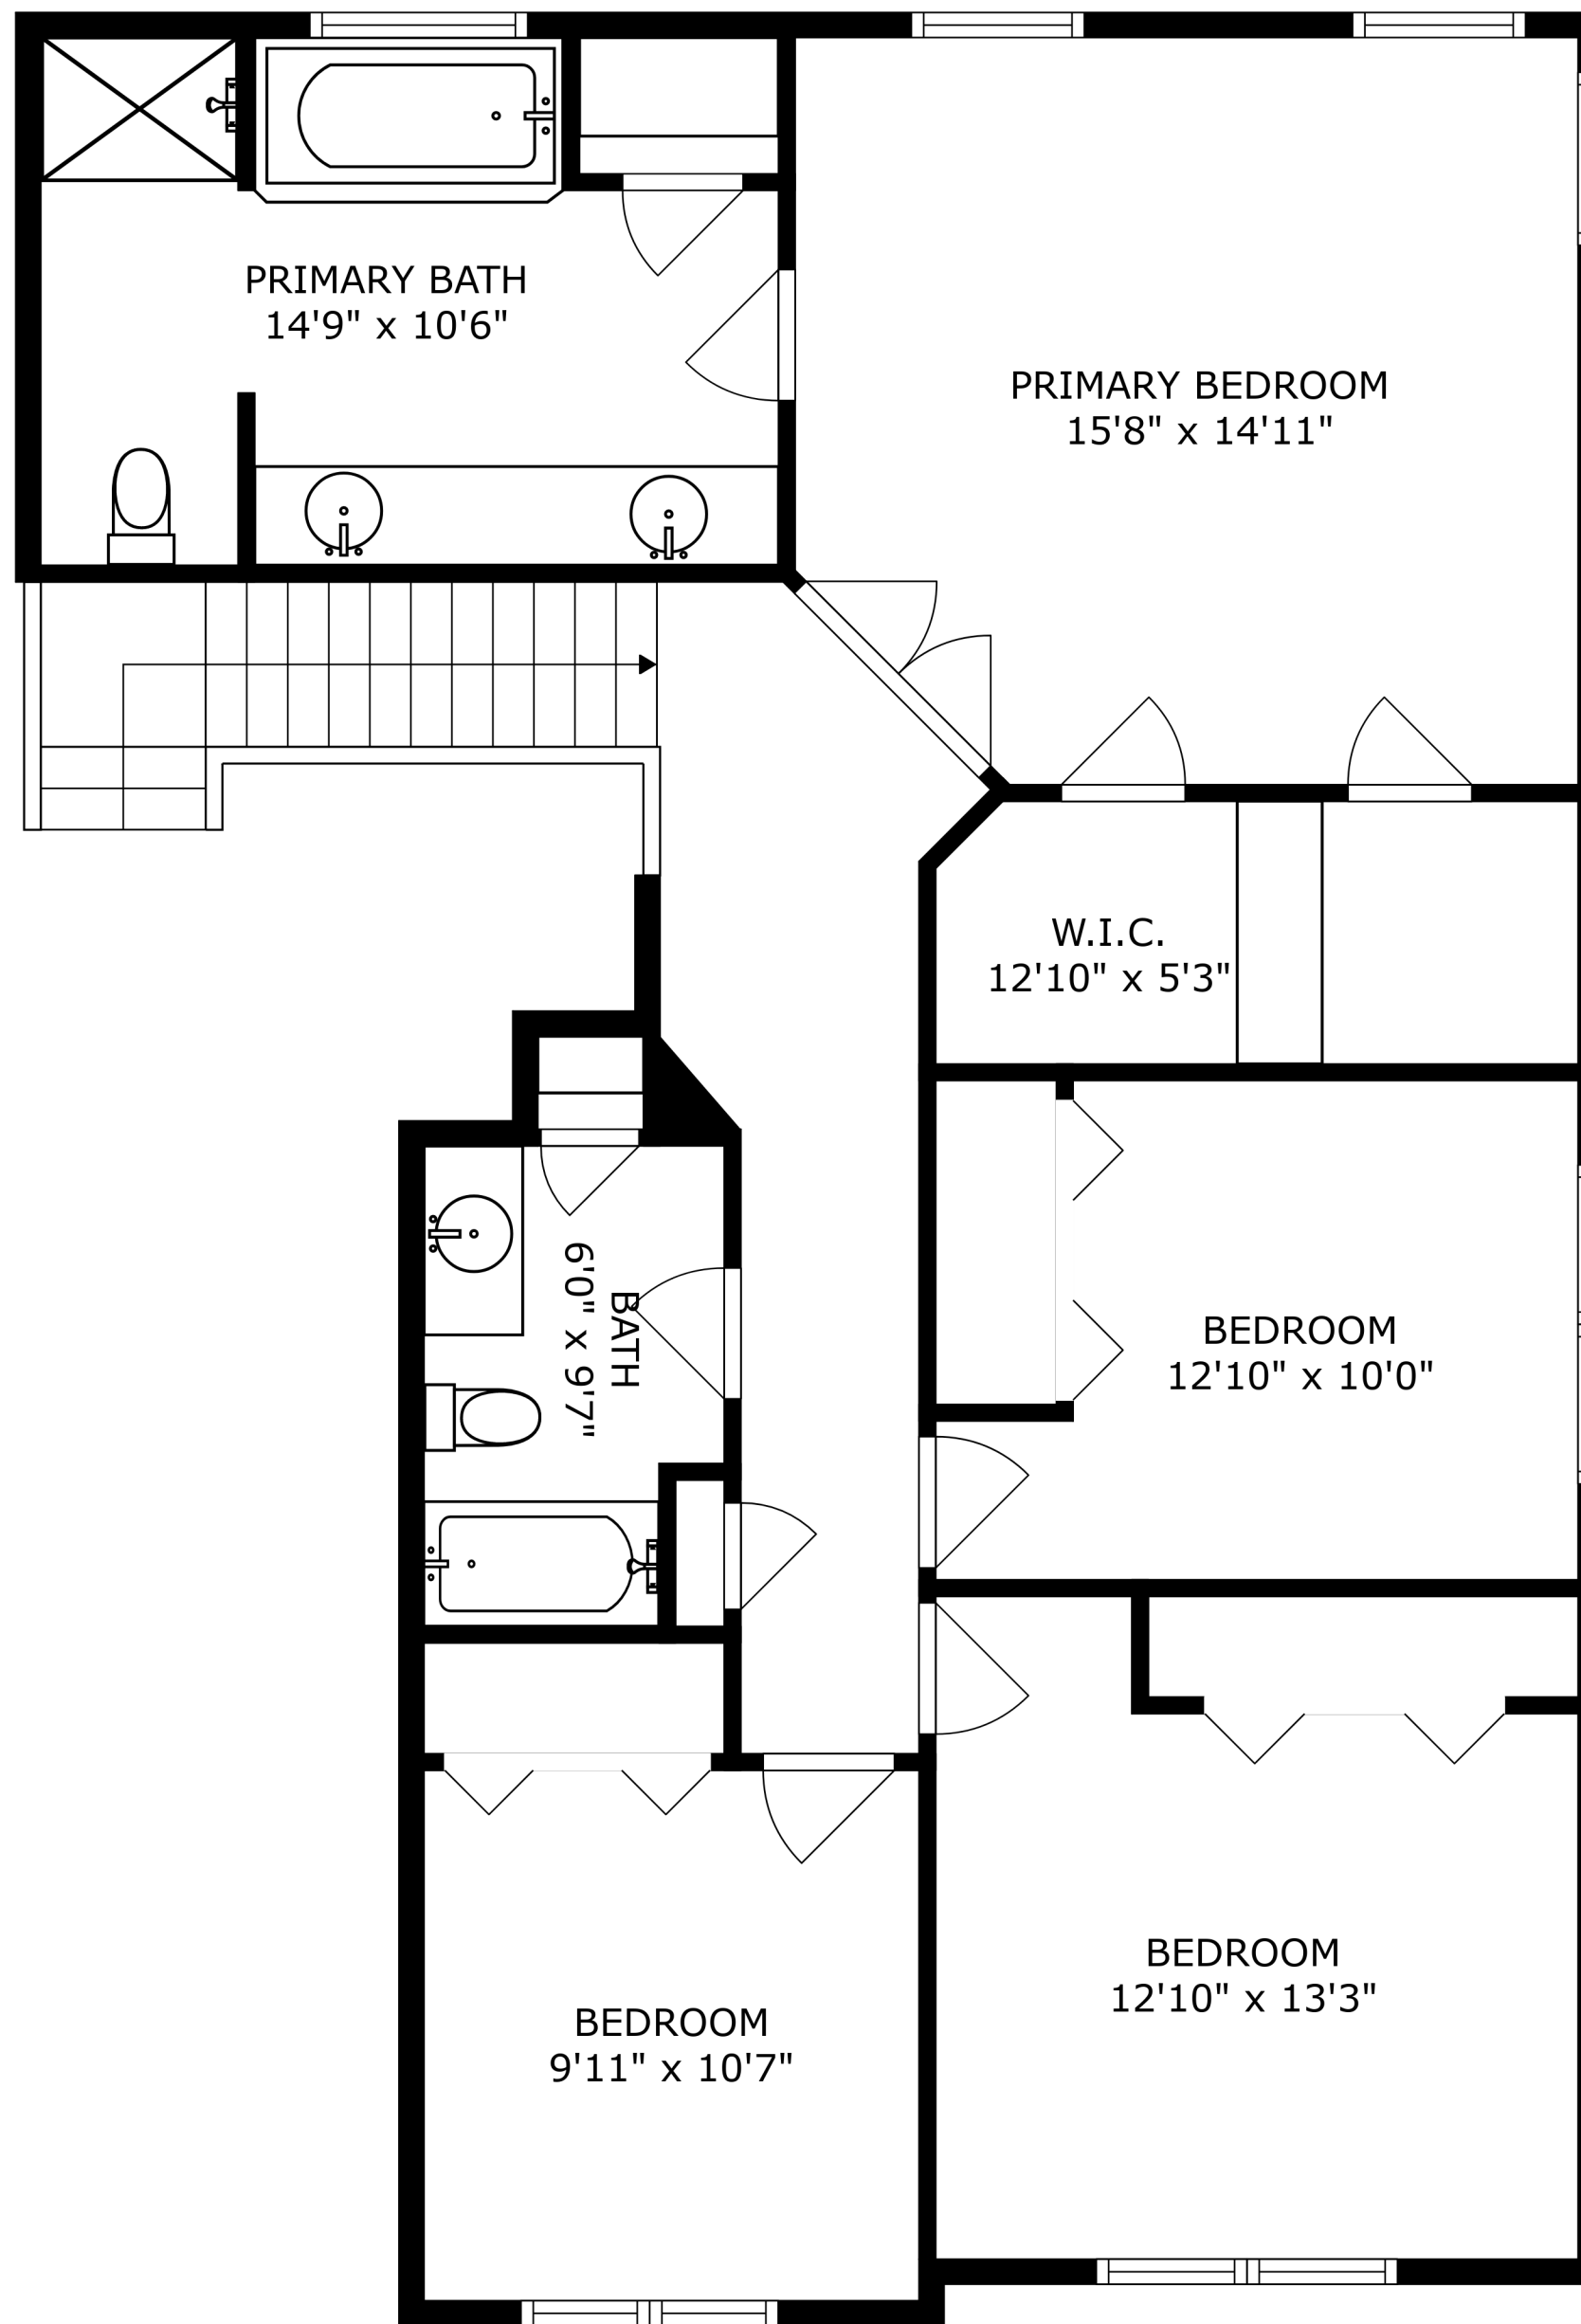 PRIMARY BATH
14'9" x 10'6"
PRIMARY BEDROOM
15'8" x 14'11"
W.I.C.
12'10" x 5'3"
BATH
6'0" x 9'7"
BEDROOM
12'10" x 10'0"
BEDROOM
12'10" x 13'3"
BEDROOM
9'11" x 10'7"